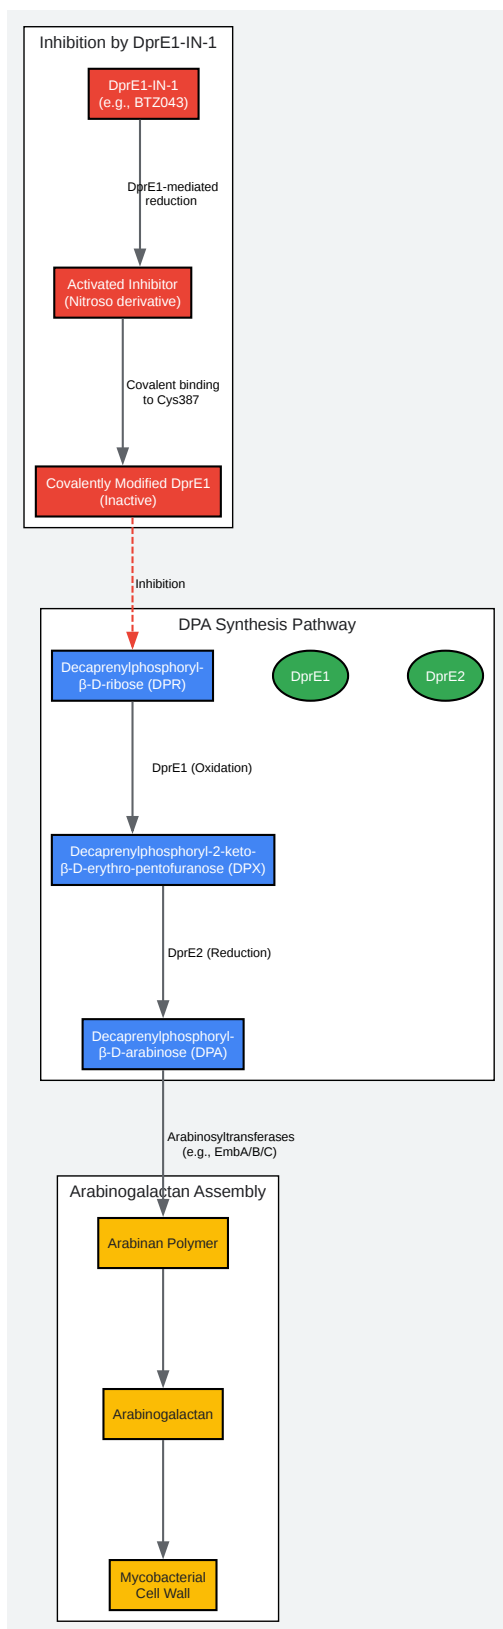 Inhibition by DprE1-IN-1
DprE1-IN-1
(e.g., BTZ043)
DprE1-mediated
reduction
Activated Inhibitor
(Nitroso derivative)
Covalent binding
to Cys387
Covalently Modified DprE1
(Inactive)
Inhibition
DPA Synthesis Pathway
Decaprenylphosphoryl-
β-D-ribose (DPR)
DprE1
DprE2
DprE1 (Oxidation)
Decaprenylphosphoryl-2-keto-
β-D-erythro-pentofuranose (DPX)
DprE2 (Reduction)
Decaprenylphosphoryl-
β-D-arabinose (DPA)
Arabinosyltransferases
(e.g., EmbA/B/C)
Arabinogalactan Assembly
Arabinan Polymer
Arabinogalactan
Mycobacterial
Cell Wall